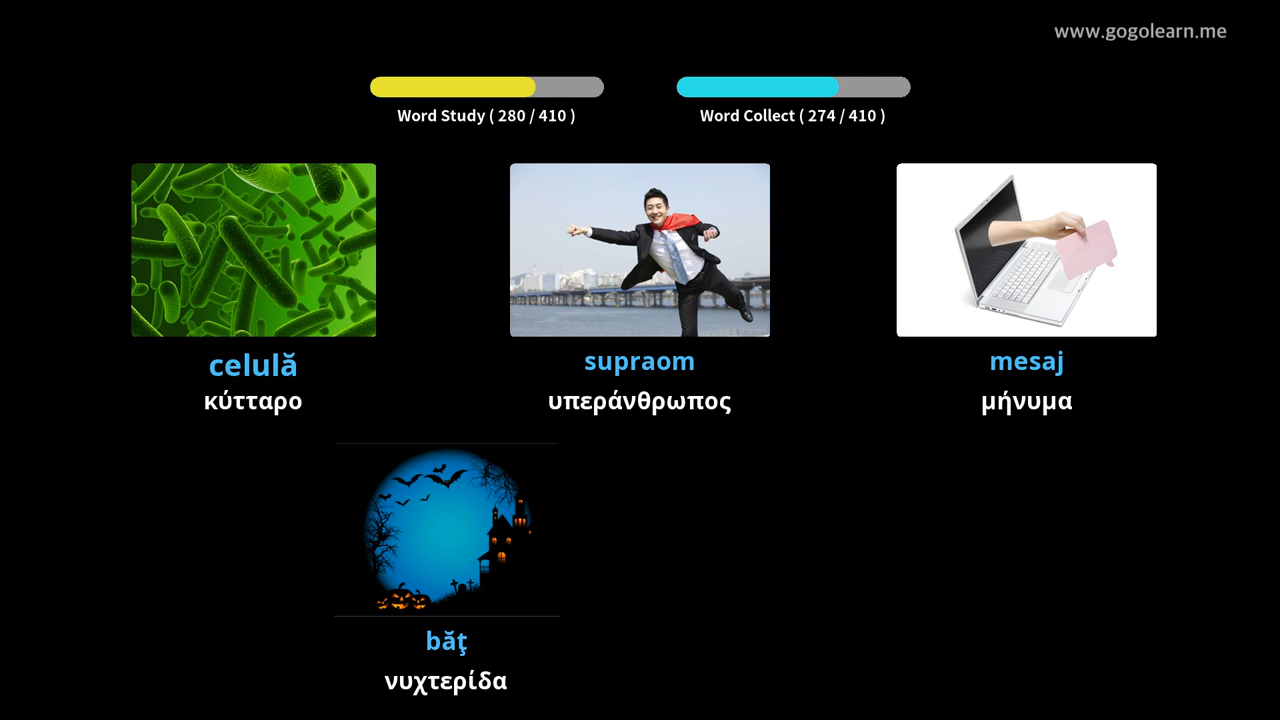 www.gogolearn.me
Word Study ( 280 / 410 )
Word Collect ( 274 / 410 )
celulă
κύτταρο
supraom
υπεράνθρωπος
mesaj
μήνυμα
băţ
νυχτερίδα